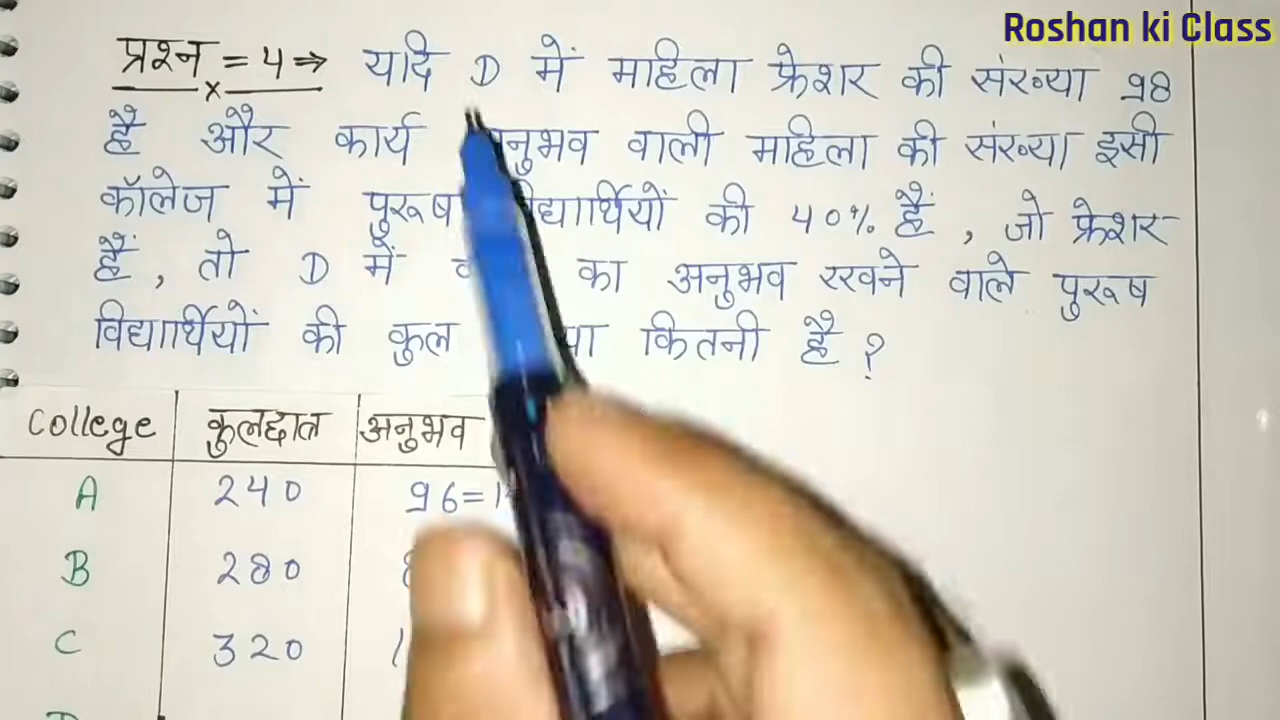 Roshan ki Class
प्रश्न = 4 ⇒ यदि D में महिला फ्रेशर की संख्या 98
है और कार्य नुभव वाली महिला की संख्या इसी
कॉलेज में पुरूष द्यार्थियों की 40% है , जो फ्रेशर
हैं , तो D में का अनुभव रखने वाले पुरूष
विद्यार्थियों की कुल या कितनी है ?
College कुलछात्र अनुभव
A 240 96=
B 280
C 320